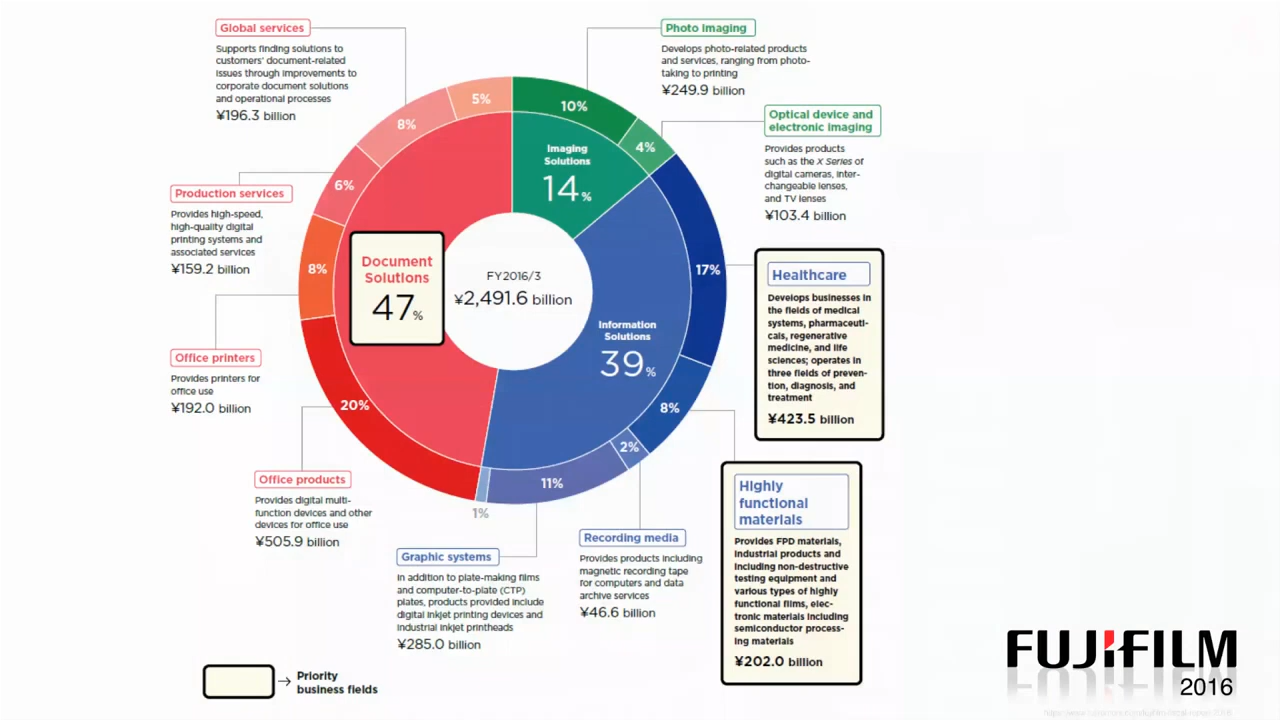 Global services
Supports finding solutions to
customers' document-related
issues through improvements to
corporate document solutions
and operational processes
¥196.3 billion
Photo imaging
Develops photo-related products
and services, ranging from photo-
taking to printing
¥249.9 billion
Optical device and
electronic imaging
Provides products
such as the X Series of
digital cameras, inter-
changeable lenses,
and TV lenses
¥103.4 billion
Production services
Provides high-speed,
high-quality digital
printing systems and
associated services
¥159.2 billion
5%
10%
8%
4%
6%
Imaging
Solutions
14%
8%
17%
Document
Solutions
47%
FY2016/3
¥2,491.6 billion
Information
Solutions
39%
20%
8%
2%
11%
1%
Healthcare
Develops businesses in
the fields of medical
systems, pharmaceuti-
cals, regenerative
medicine, and life
sciences; operates in
three fields of preven-
tion, diagnosis, and
treatment
¥423.5 billion
Office printers
Provides printers for
office use
¥192.0 billion
Office products
Provides digital multi-
function devices and other
devices for office use
¥505.9 billion
Graphic systems
In addition to plate-making films
and computer-to-plate (CTP)
plates, products provided include
digital inkjet printing devices and
industrial inkjet printheads
¥285.0 billion
Recording media
Provides products including
magnetic recording tape
for computers and data
archive services
¥46.6 billion
Highly
functional
materials
Provides FPD materials,
industrial products and
including non-destructive
testing equipment and
various types of highly
functional films, elec-
tronic materials including
semiconductor process-
ing materials
¥202.0 billion
Priority
business fields
FUJIFILM
2016